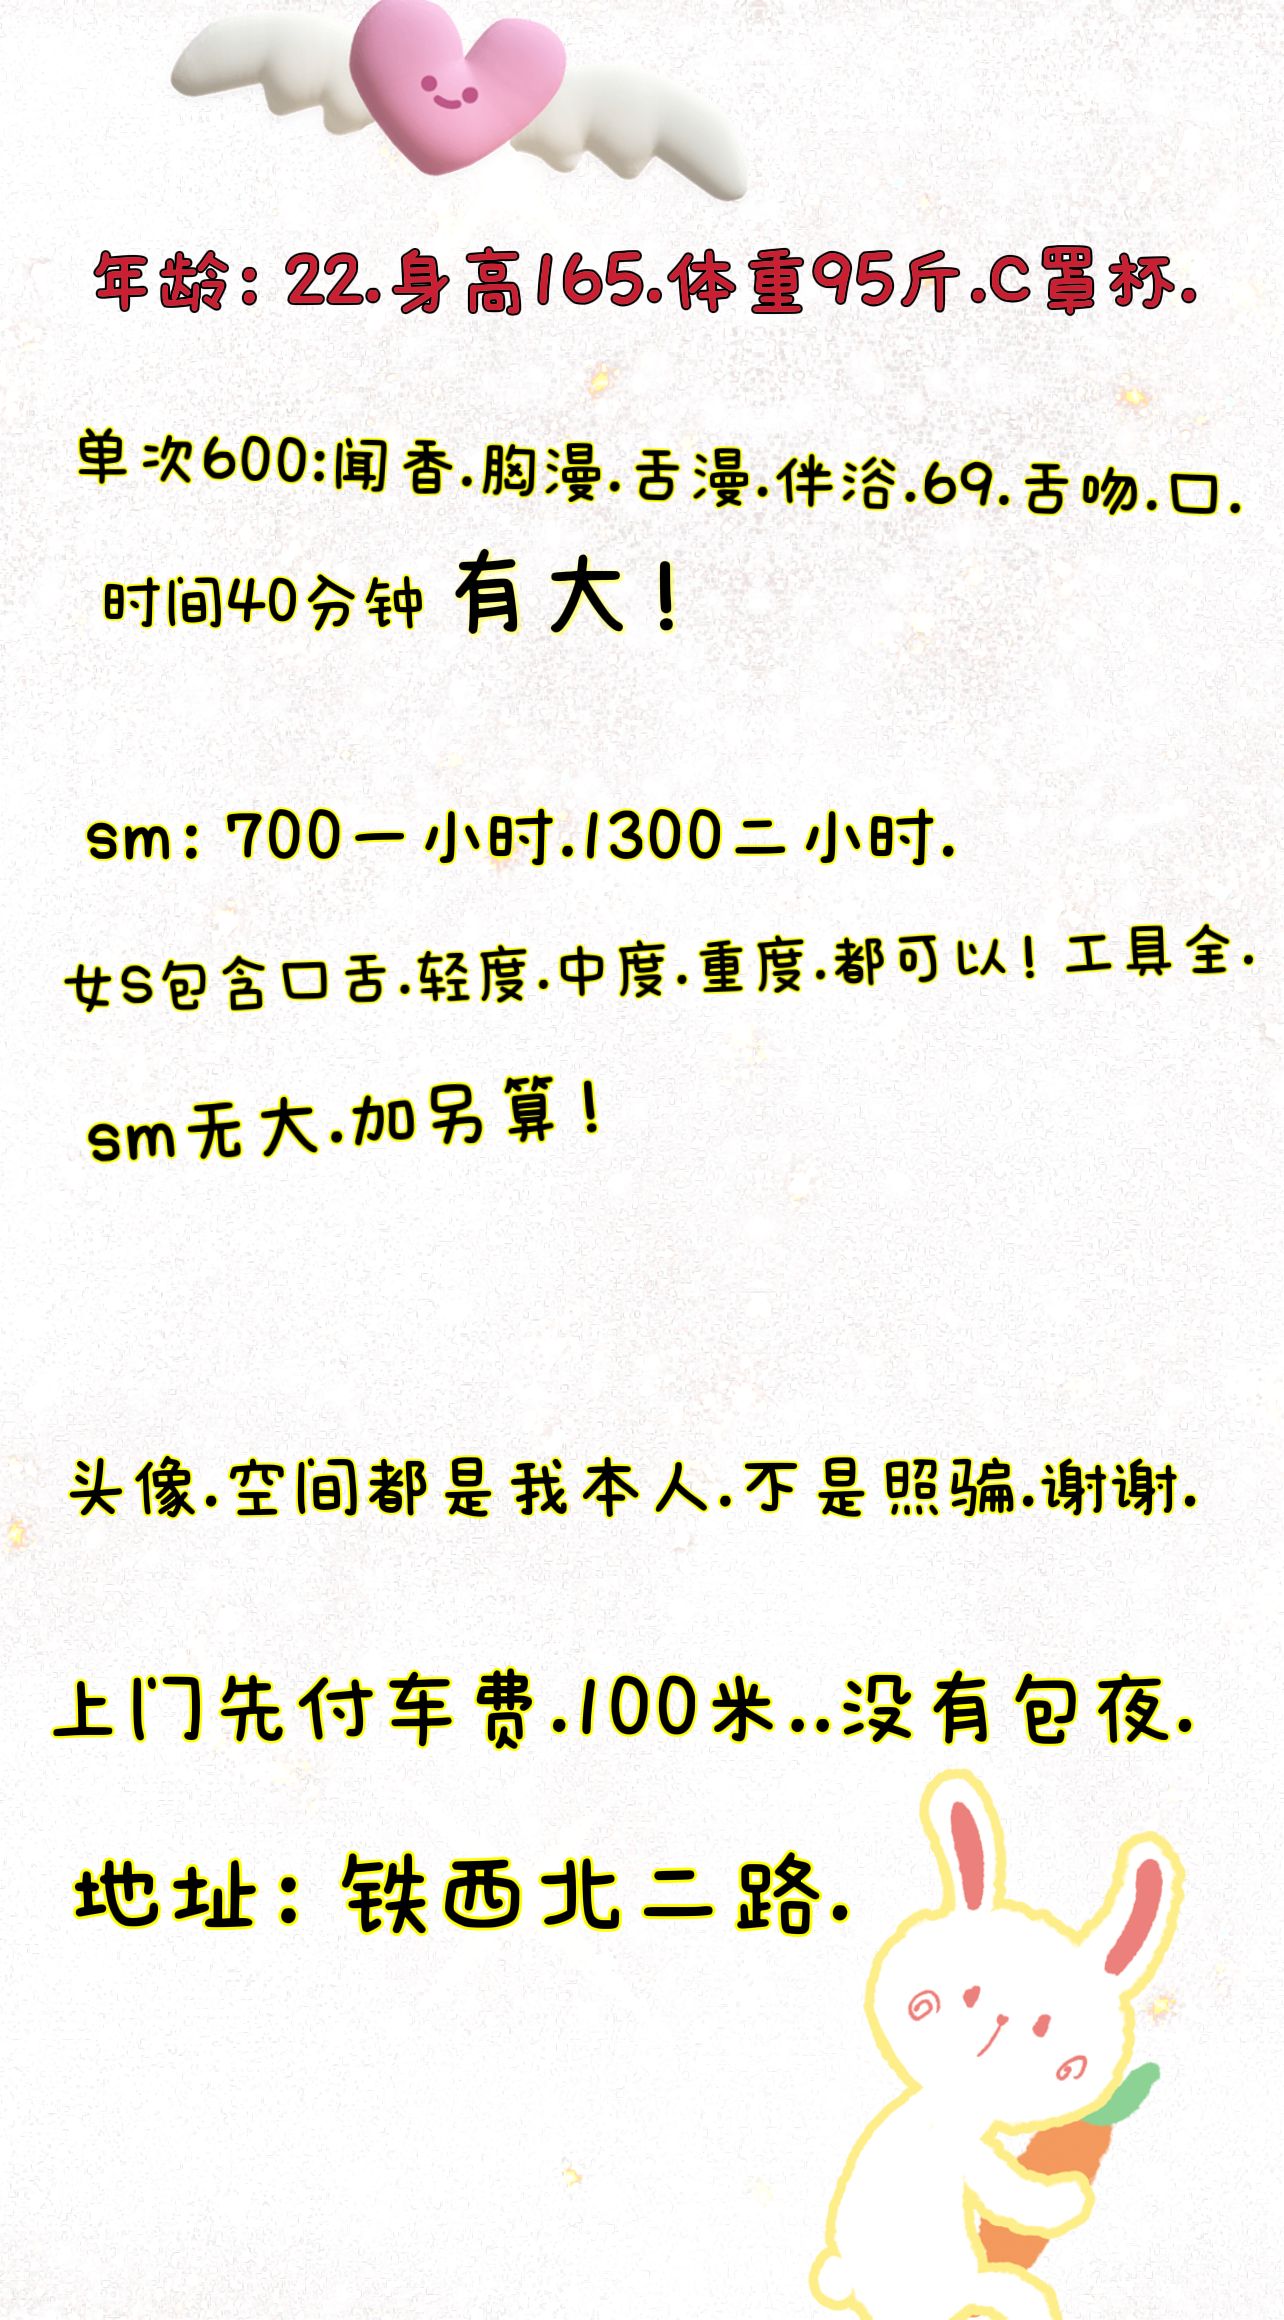 年龄：22.身高165.体重95斤.C罩杯.
单次600:闻香.胸漫.舌漫.伴浴.69.舌吻.口.
时间40分钟 有大！
sm：700一小时.1300二小时.
女S包含口舌.轻度.中度.重度.都可以！工具全.
sm无大.加另算！
头像.空间都是我本人.不是照骗.谢谢.
上门先付车费.100米..没有包夜.
地址：铁西北二路.